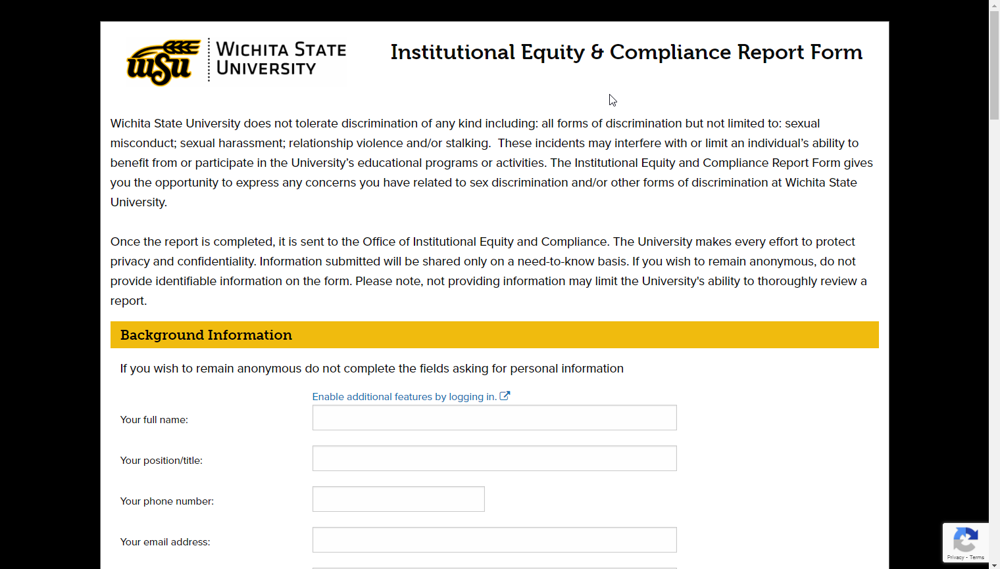 WSU
WICHITA STATE
UNIVERSITY
Institutional Equity & Compliance Report Form
Wichita State University does not tolerate discrimination of any kind including: all forms of discrimination but not limited to: sexual
misconduct; sexual harassment; relationship violence and/or stalking.  These incidents may interfere with or limit an individual’s ability to
benefit from or participate in the University’s educational programs or activities. The Institutional Equity and Compliance Report Form gives
you the opportunity to express any concerns you have related to sex discrimination and/or other forms of discrimination at Wichita State
University.
Once the report is completed, it is sent to the Office of Institutional Equity and Compliance. The University makes every effort to protect
privacy and confidentiality. Information submitted will be shared only on a need-to-know basis. If you wish to remain anonymous, do not
provide identifiable information on the form. Please note, not providing information may limit the University's ability to thoroughly review a
report.
Background Information
If you wish to remain anonymous do not complete the fields asking for personal information
Enable additional features by logging in.
Your full name:
Your position/title:
Your phone number:
Your email address:
Privacy - Terms